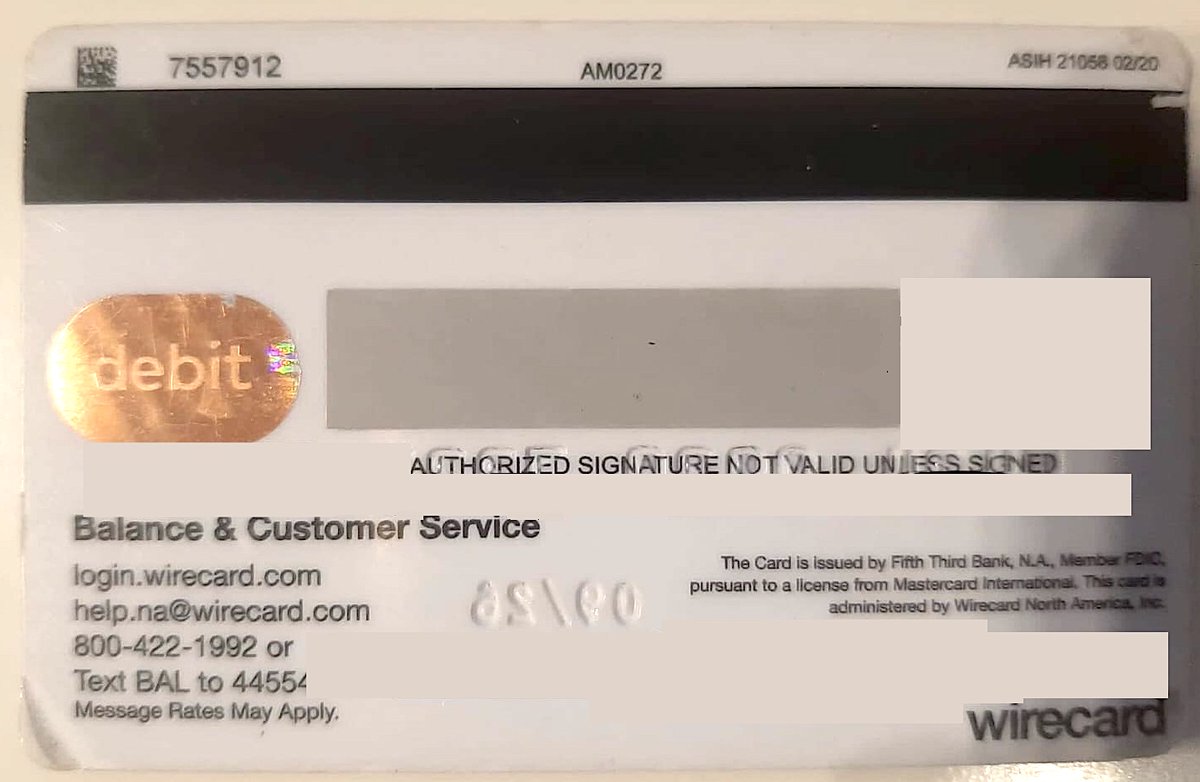 7557912 AM0272 ASIH 21058 02/20
debit
AUTHORIZED SIGNATURE NOT VALID UNLESS SIGNED
Balance & Customer Service
login.wirecard.com
help.na@wirecard.com
800-422-1992 or
Text BAL to 44554
Message Rates May Apply.
09/26
The Card is issued by Fifth Third Bank, N.A., Member FDIC,
pursuant to a license from Mastercard International. This card is
administered by Wirecard North America, Inc.
wirecard